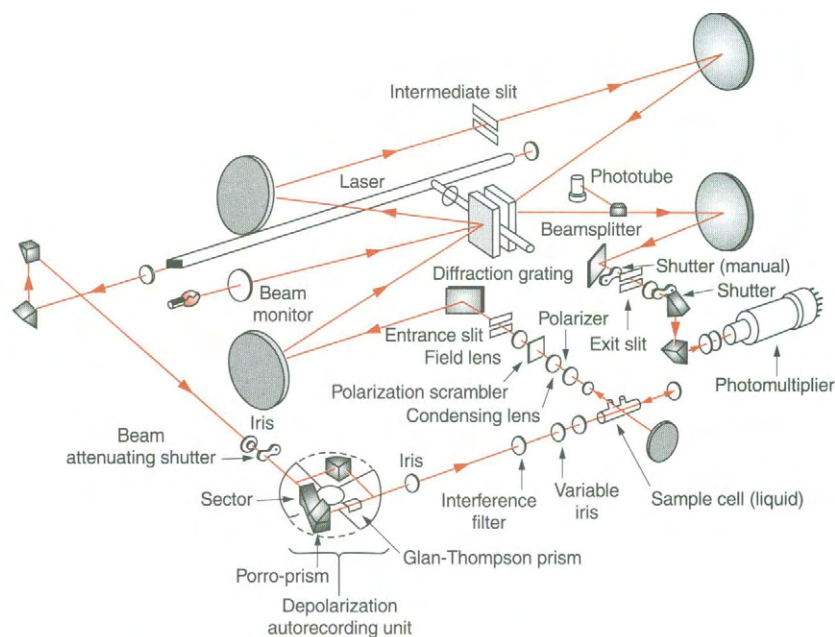 Intermediate slit
Laser
Phototube
Beamsplitter
Diffraction grating
Shutter (manual)
Shutter
Beam
monitor
Entrance slit
Field lens
Polarizer
Exit slit
Polarization scrambler
Condensing lens
Photomultiplier
Iris
Beam
attenuating shutter
Iris
Sector
Interference
filter
Variable
iris
Sample cell (liquid)
Glan-Thompson prism
Porro-prism
Depolarization
autorecording unit